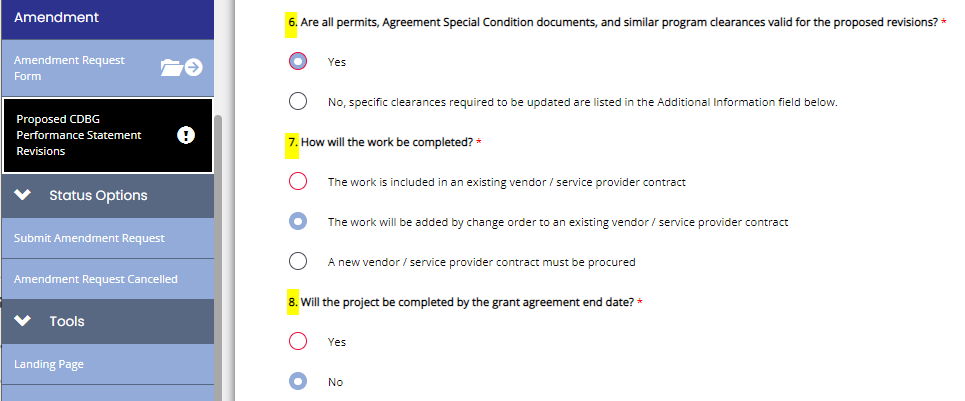 Amendment
Amendment Request
Form
Proposed CDBG
Performance Statement
Revisions
Status Options
Submit Amendment Request
Amendment Request Cancelled
Tools
Landing Page
6. Are all permits, Agreement Special Condition documents, and similar program clearances valid for the proposed revisions? *
Yes
No, specific clearances required to be updated are listed in the Additional Information field below.
7. How will the work be completed? *
The work is included in an existing vendor / service provider contract
The work will be added by change order to an existing vendor / service provider contract
A new vendor / service provider contract must be procured
8. Will the project be completed by the grant agreement end date? *
Yes
No